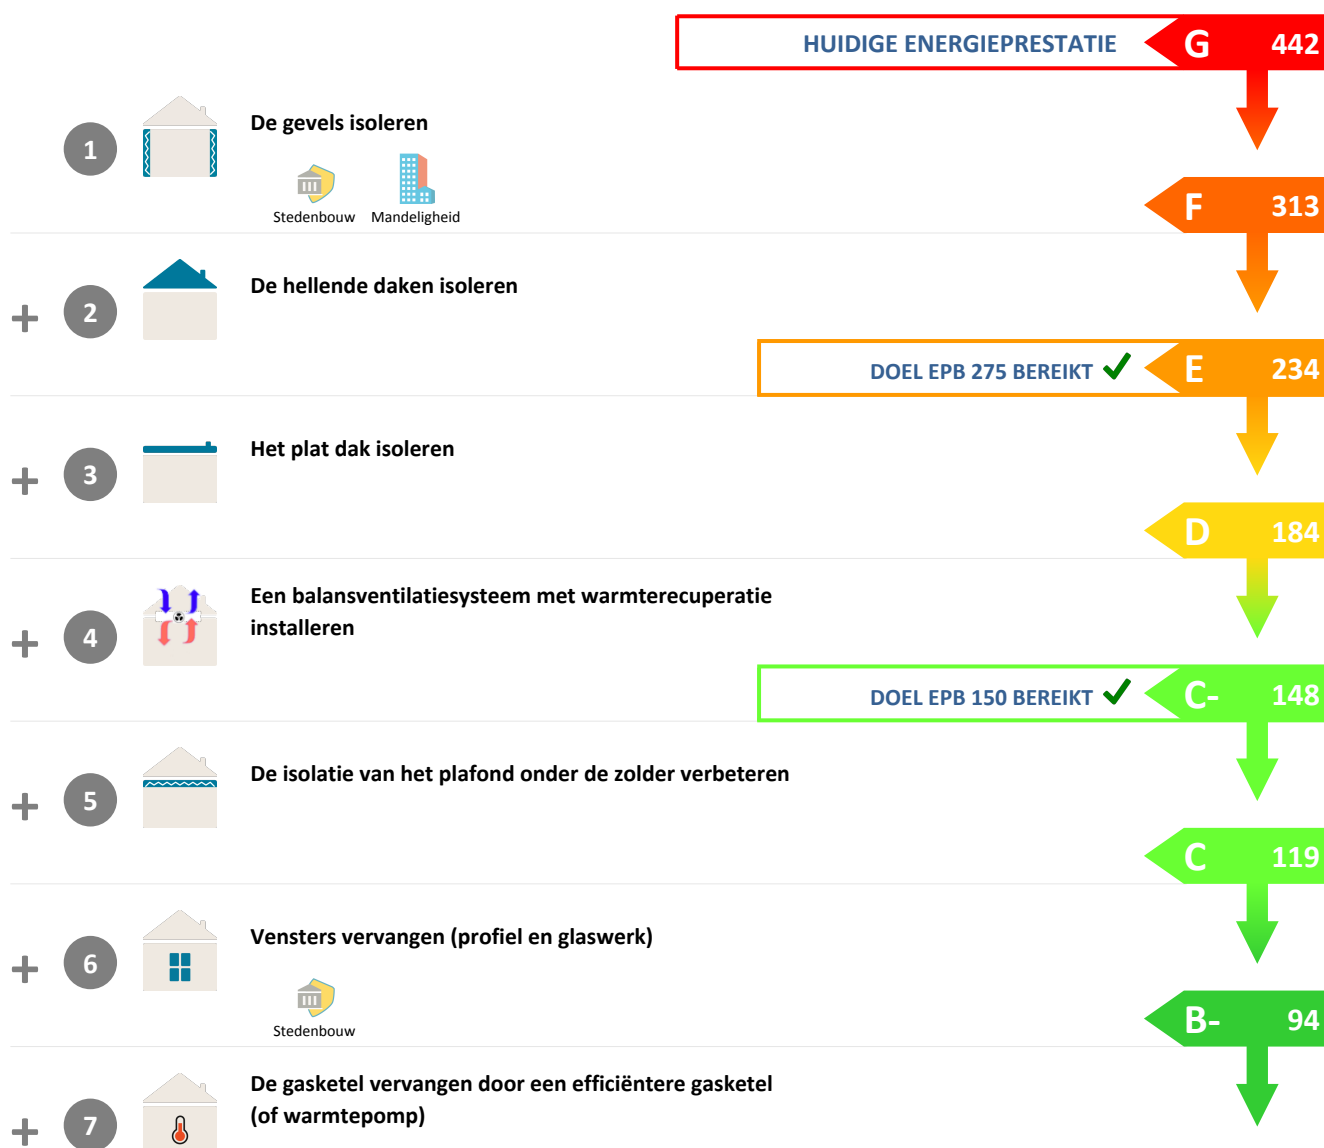 HUIDIGE ENERGIEPRESTATIE G 442
1 De gevels isoleren
Stedenbouw Mandeligheid
F 313
+ 2 De hellende daken isoleren
DOEL EPB 275 BEREIKT E 234
+ 3 Het plat dak isoleren
D 184
+ 4 Een balansventilatiesysteem met warmterecuperatie
installeren
DOEL EPB 150 BEREIKT C- 148
+ 5 De isolatie van het plafond onder de zolder verbeteren
C 119
+ 6 Vensters vervangen (profiel en glaswerk)
Stedenbouw
B- 94
+ 7 De gasketel vervangen door een efficiëntere gasketel
(of warmtepomp)